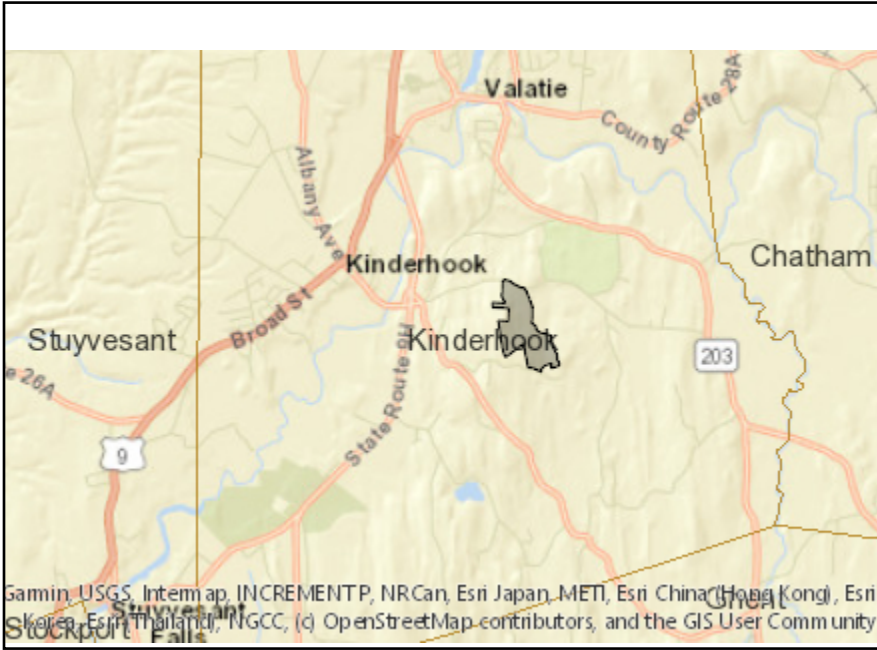 Valatie
County Route 28A
Albany Ave
Chatham
Kinderhook
Broad St
Stuyvesant
Kinderhook
State Route 9H
203
e 26A
9
Garmin, USGS, Intermap, INCREMENT P, NRCan, Esri Japan, METI, Esri China (Hong Kong), Esri
Korea, Esri (Thailand), NGCC, (c) OpenStreetMap contributors, and the GIS User Community
Ghent
Stuyvesant
Falls
Stockport